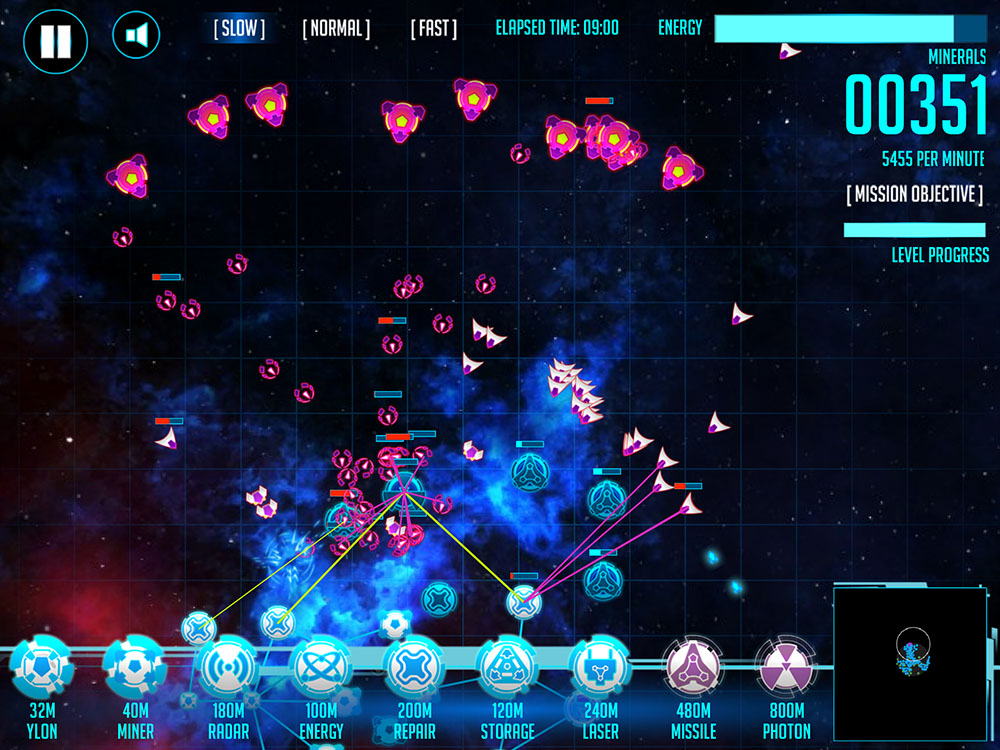 [ SLOW ] [ NORMAL ] [ FAST ] ELAPSED TIME: 09:00 ENERGY
MINERALS
00351
5455 PER MINUTE
[ MISSION OBJECTIVE ]
LEVEL PROGRESS
32M 40M 180M 100M 200M 120M 240M 480M 800M
YLON MINER RADAR ENERGY REPAIR STORAGE LASER MISSILE PHOTON